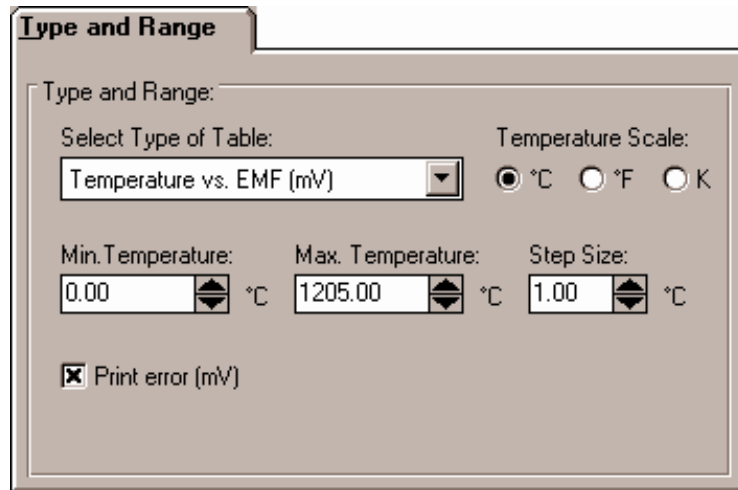 Type and Range
Type and Range:
Select Type of Table: Temperature Scale:
Temperature vs. EMF (mV) °C °F K
Min.Temperature: Max. Temperature: Step Size:
0.00 °C 1205.00 °C 1.00 °C
Print error (mV)